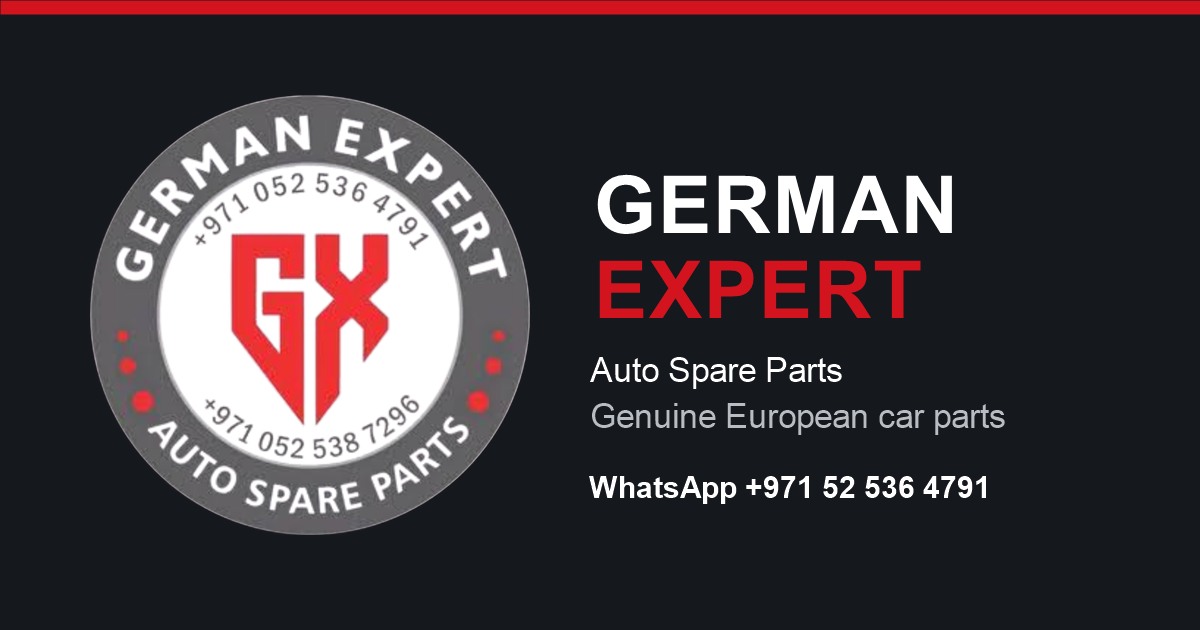 GERMAN EXPERT
+971 052 536 4791
GX
+971 052 538 7296
AUTO SPARE PARTS
GERMAN
EXPERT
Auto Spare Parts
Genuine European car parts
WhatsApp +971 52 536 4791